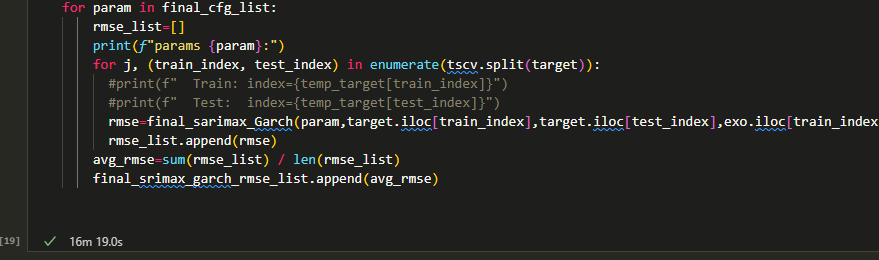 for param in final_cfg_list:
rmse_list=[]
print(f"params {param}:")
for j, (train_index, test_index) in enumerate(tscv.split(target)):
#print(f"  Train: index={temp_target[train_index]}")
#print(f"  Test:  index={temp_target[test_index]}")
rmse=final_sarimax_Garch(param,target.iloc[train_index],target.iloc[test_index],exo.iloc[train_index
rmse_list.append(rmse)
avg_rmse=sum(rmse_list) / len(rmse_list)
final_srimax_garch_rmse_list.append(avg_rmse)
[19] ✓ 16m 19.0s